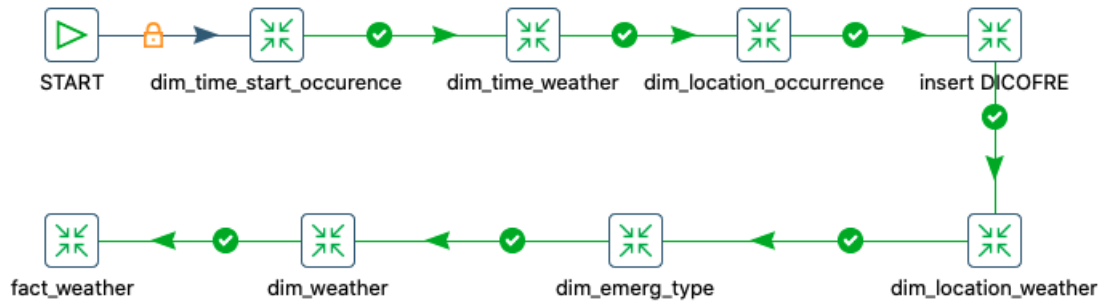 START
dim_time_start_occurence
dim_time_weather
dim_location_occurrence
insert DICOFRE
fact_weather
dim_weather
dim_emerg_type
dim_location_weather